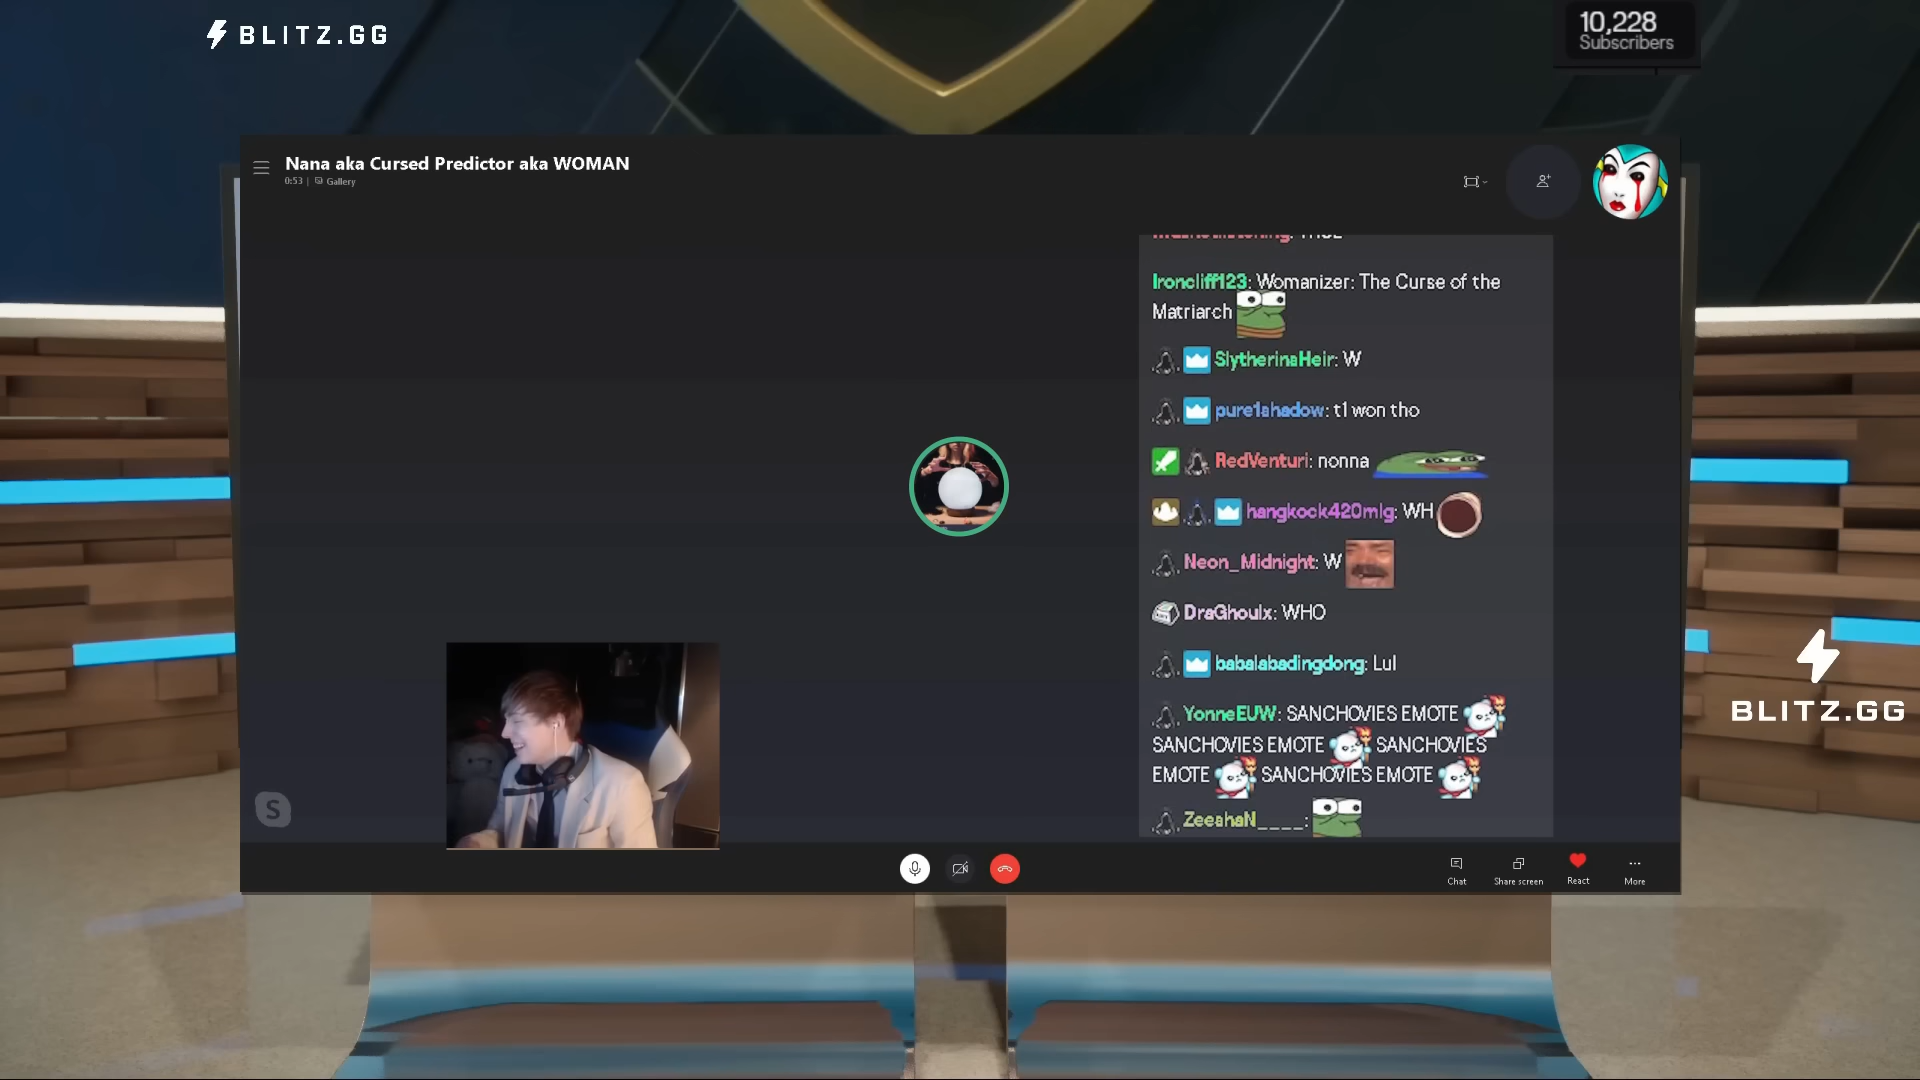 BLITZ.GG
10,228
Subscribers
Nana aka Cursed Predictor aka WOMAN
0:53 | Gallery
Ironcliff123: Womanizer: The Curse of the
Matriarch
SlytherinsHeir: W
pure1shadow: t1 won tho
RedVenturi: nonna
hangkock420mlg: WH
Neon_Midnight: W
DraGhoulx: WHO
babalabadingdong: Lul
YonneEUW: SANCHOVIES EMOTE
SANCHOVIES EMOTE SANCHOVIES
EMOTE SANCHOVIES EMOTE
ZeeshaN____:
S
Chat
Share screen
React
More
BLITZ.GG